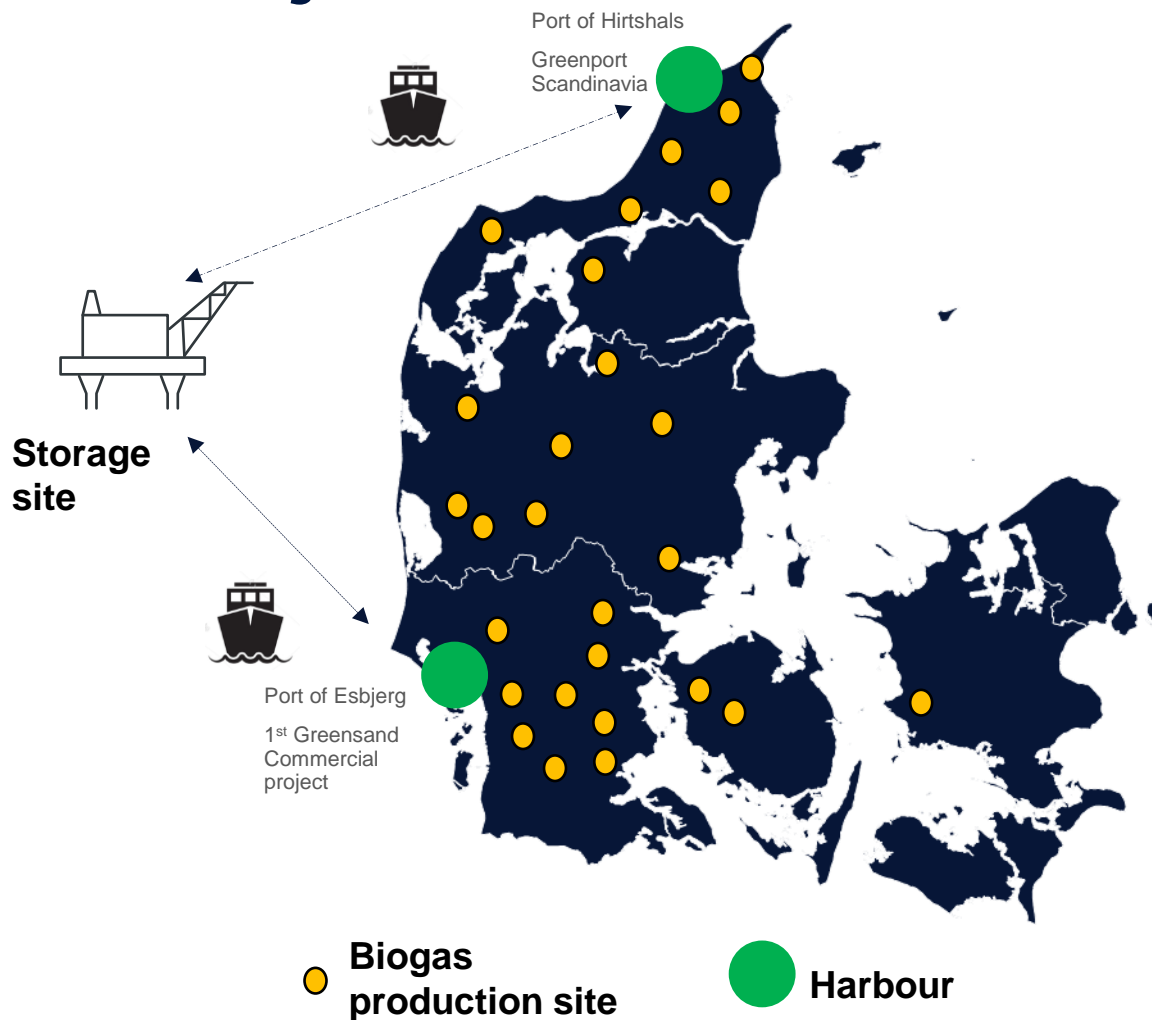 Port of Hirtshals
Greenport
Scandinavia
Storage
site
Port of Esbjerg
1st Greensand
Commercial
project
Biogas
production site
Harbour